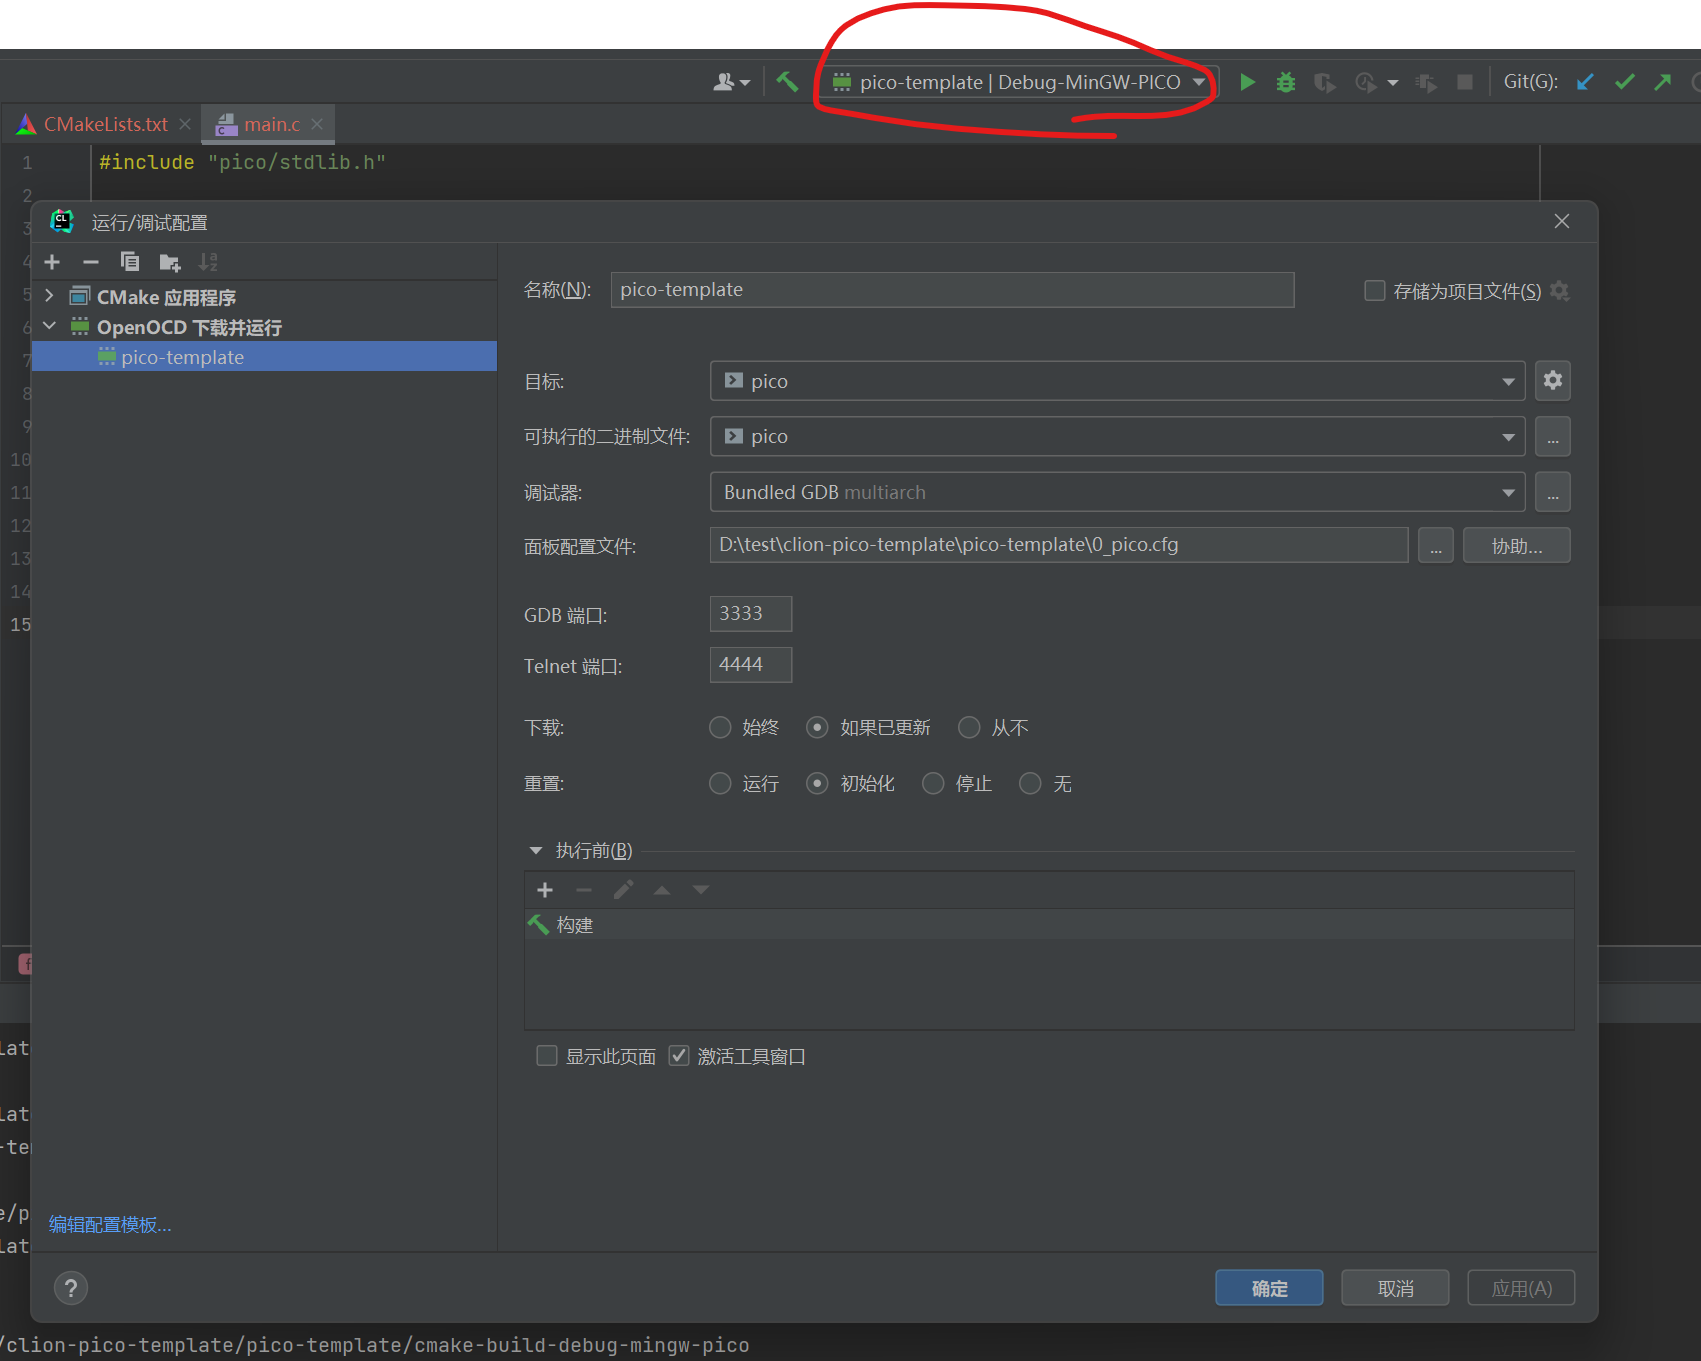 pico-template | Debug-MinGW-PICO
Git(G):
CMakeLists.txt
main.c
1 #include "pico/stdlib.h"
2
3
4
5
6
7
8
9
10
11
12
13
14
15
运行/调试配置
CMake 应用程序
OpenOCD 下载并运行
pico-template
名称(N): pico-template
存储为项目文件(S)
目标: pico
可执行的二进制文件: pico ...
调试器: Bundled GDB multiarch ...
面板配置文件: D:\test\clion-pico-template\pico-template\0_pico.cfg ... 协助...
GDB 端口: 3333
Telnet 端口: 4444
下载: 始终 如果已更新 从不
重置: 运行 初始化 停止 无
执行前(B)
构建
显示此页面 激活工具窗口
lat
lat
-te
e/p
lat
编辑配置模板...
?
确定 取消 应用(A)
/clion-pico-template/pico-template/cmake-build-debug-mingw-pico